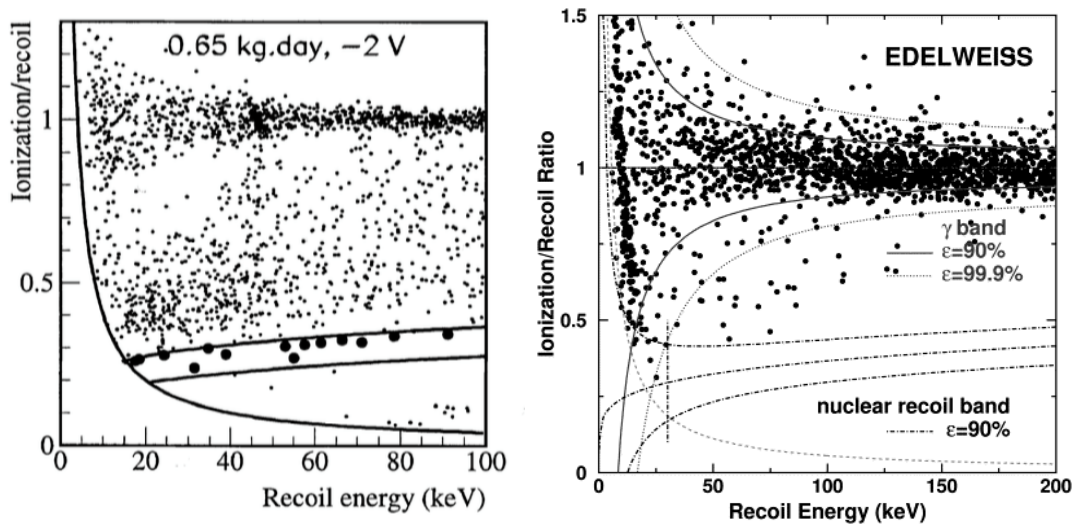 0.65 kg.day, −2 V
Ionization/recoil
1
0.5
0
0 20 40 60 80 100
Recoil energy (keV)
EDELWEISS
Ionization/Recoil Ratio
1.5
1
0.5
0
γ band
ε=90%
ε=99.9%
nuclear recoil band
ε=90%
0 50 100 150 200
Recoil Energy (keV)